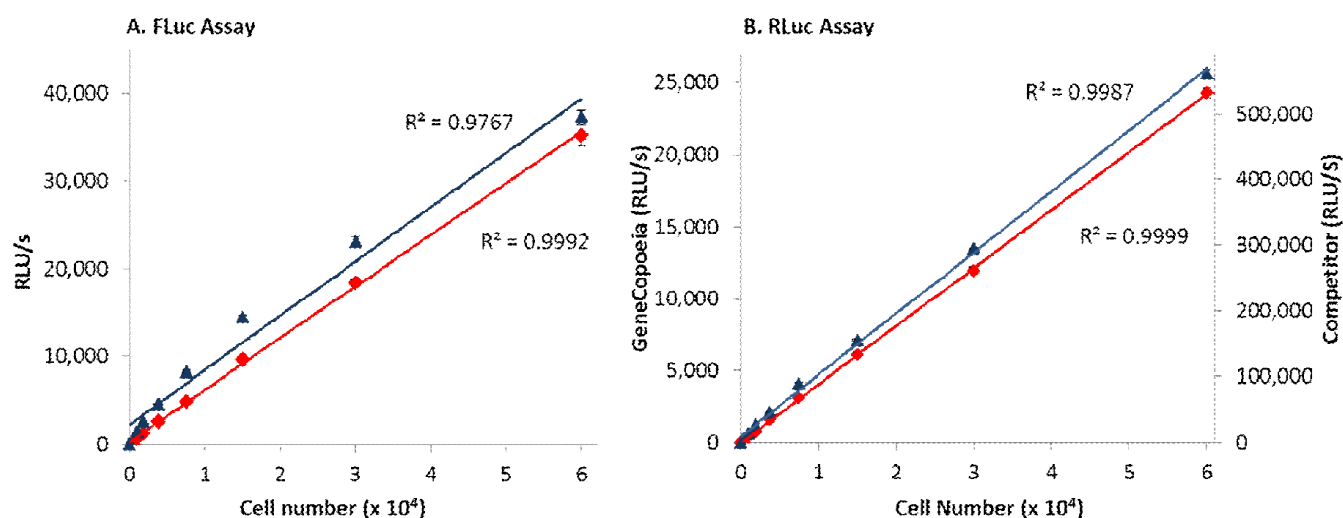 A. FLuc Assay
RLU/s
40,000
30,000
20,000
10,000
0
R² = 0.9767
R² = 0.9992
0 1 2 3 4 5 6
Cell number (x 10⁴)
B. RLuc Assay
GeneCopoeia (RLU/s)
25,000
20,000
15,000
10,000
5,000
0
R² = 0.9987
R² = 0.9999
500,000
400,000
300,000
200,000
100,000
0
Competitor (RLU/S)
0 1 2 3 4 5 6
Cell Number (x 10⁴)